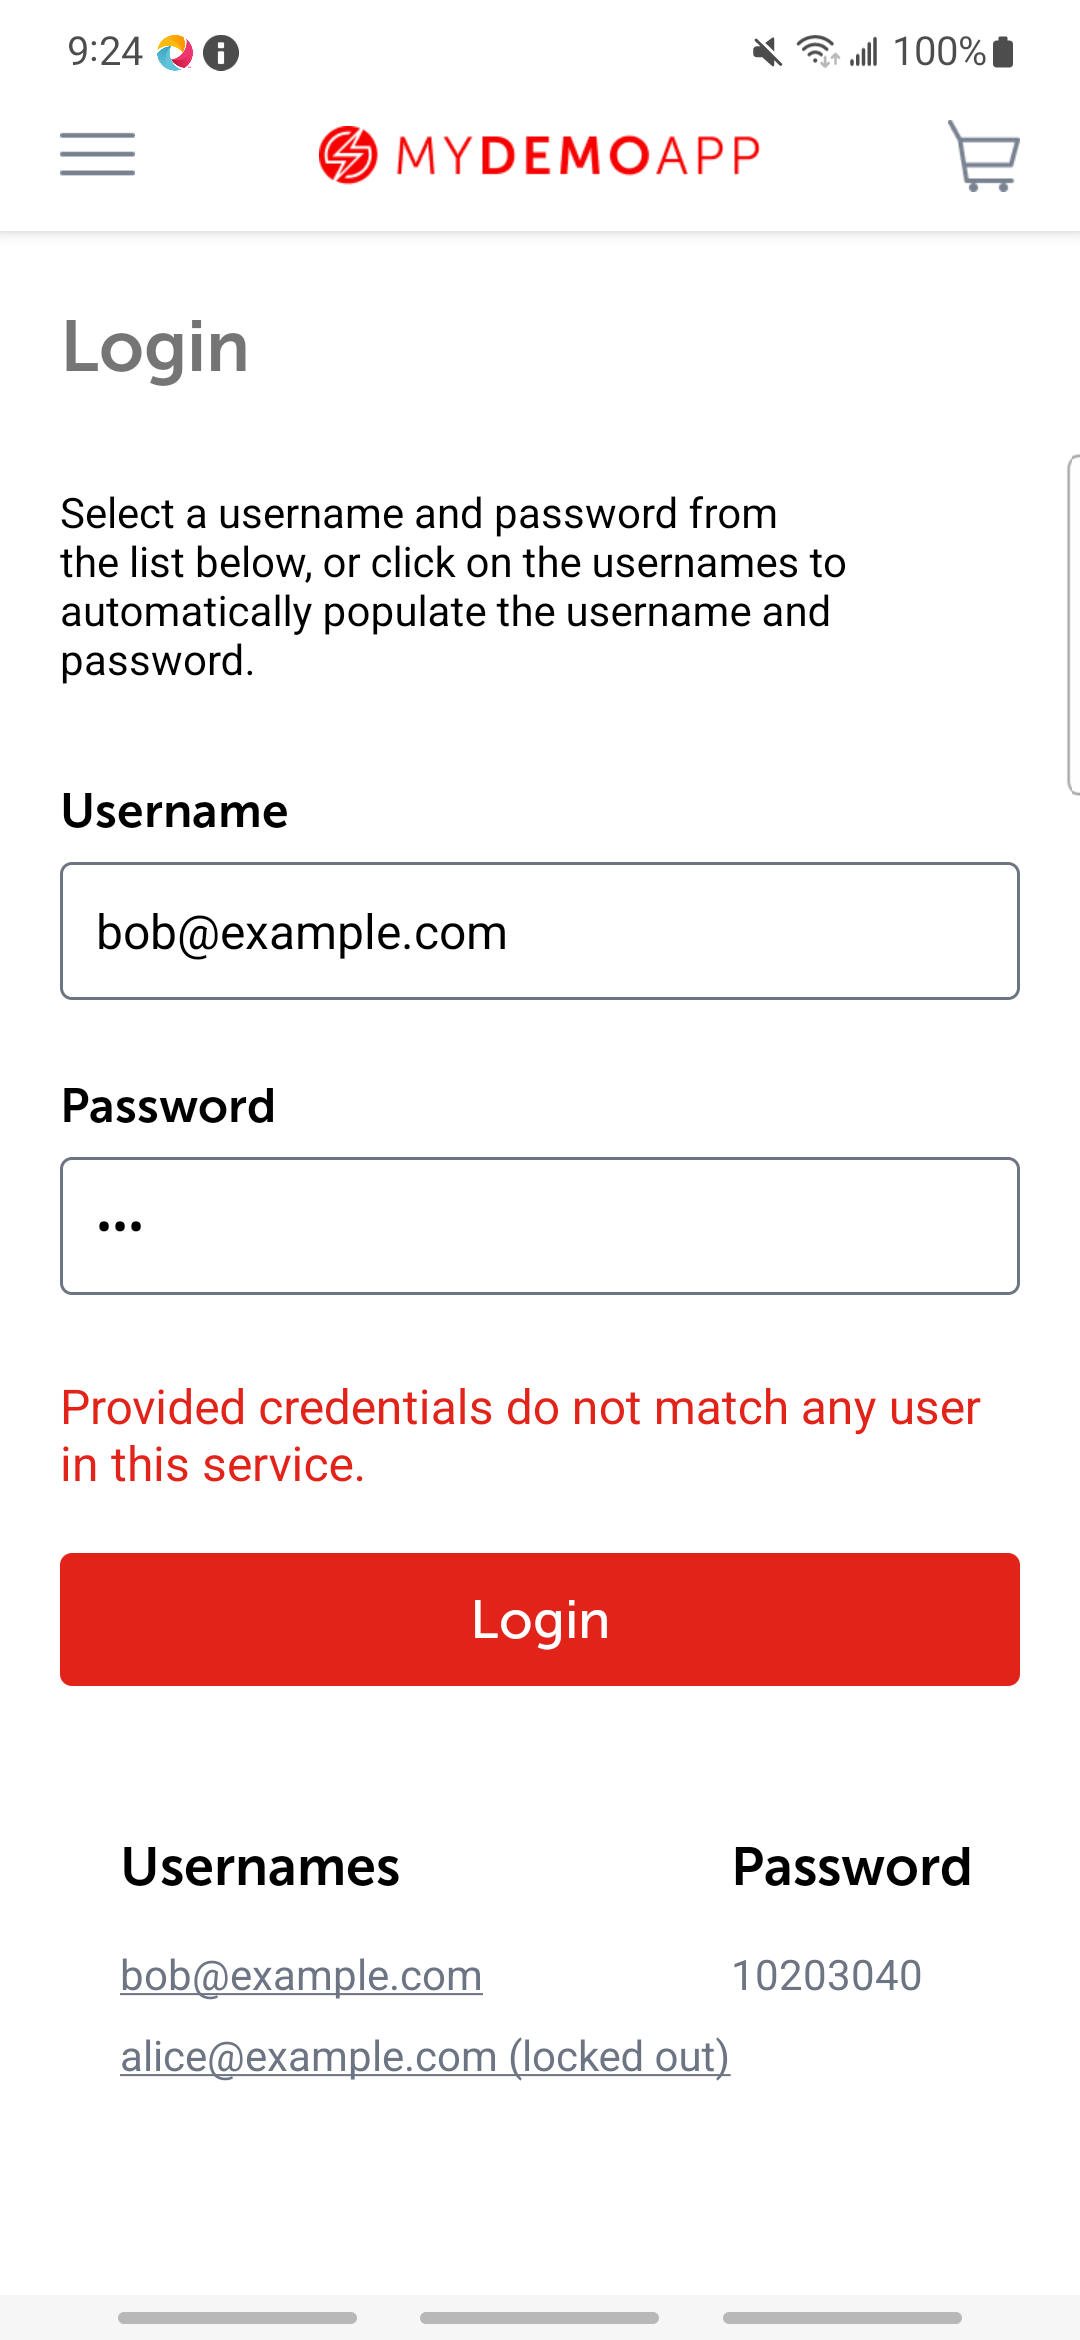 9:24 100%
MYDEMOAPP
Login
Select a username and password from
the list below, or click on the usernames to
automatically populate the username and
password.
Username
bob@example.com
Password
•••
Provided credentials do not match any user
in this service.
Login
Usernames Password
bob@example.com 10203040
alice@example.com (locked out)